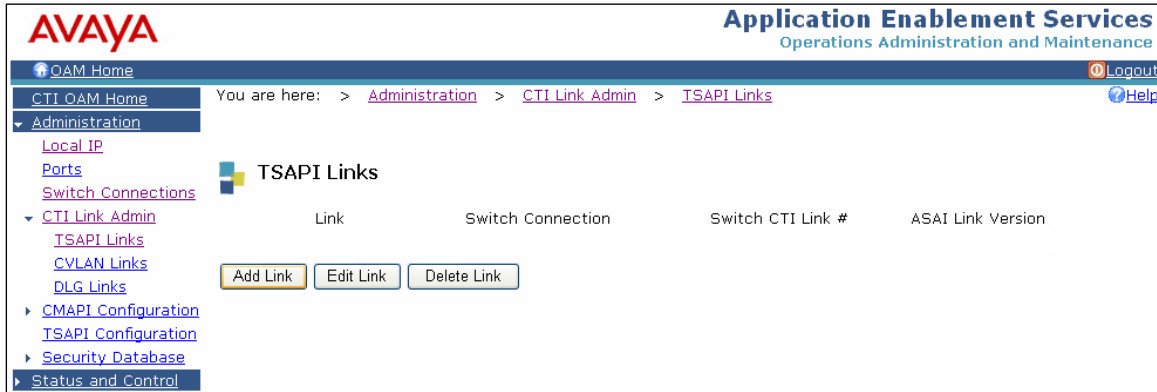 AVAYA
Application Enablement Services
Operations Administration and Maintenance
OAM Home
Logout
CTI OAM Home
You are here: > Administration > CTI Link Admin > TSAPI Links
Help
Administration
Local IP
Ports
Switch Connections
CTI Link Admin
TSAPI Links
CVLAN Links
DLG Links
CMAPI Configuration
TSAPI Configuration
Security Database
Status and Control
TSAPI Links
Link Switch Connection Switch CTI Link # ASAI Link Version
Add Link Edit Link Delete Link